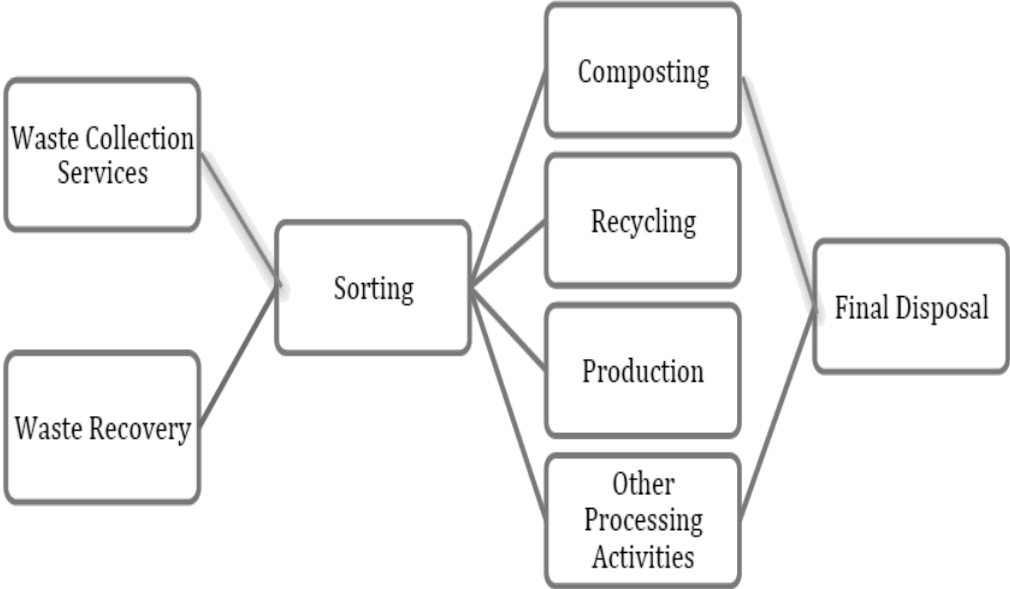 Waste Collection
Services
Waste Recovery
Sorting
Composting
Recycling
Production
Other
Processing
Activities
Final Disposal